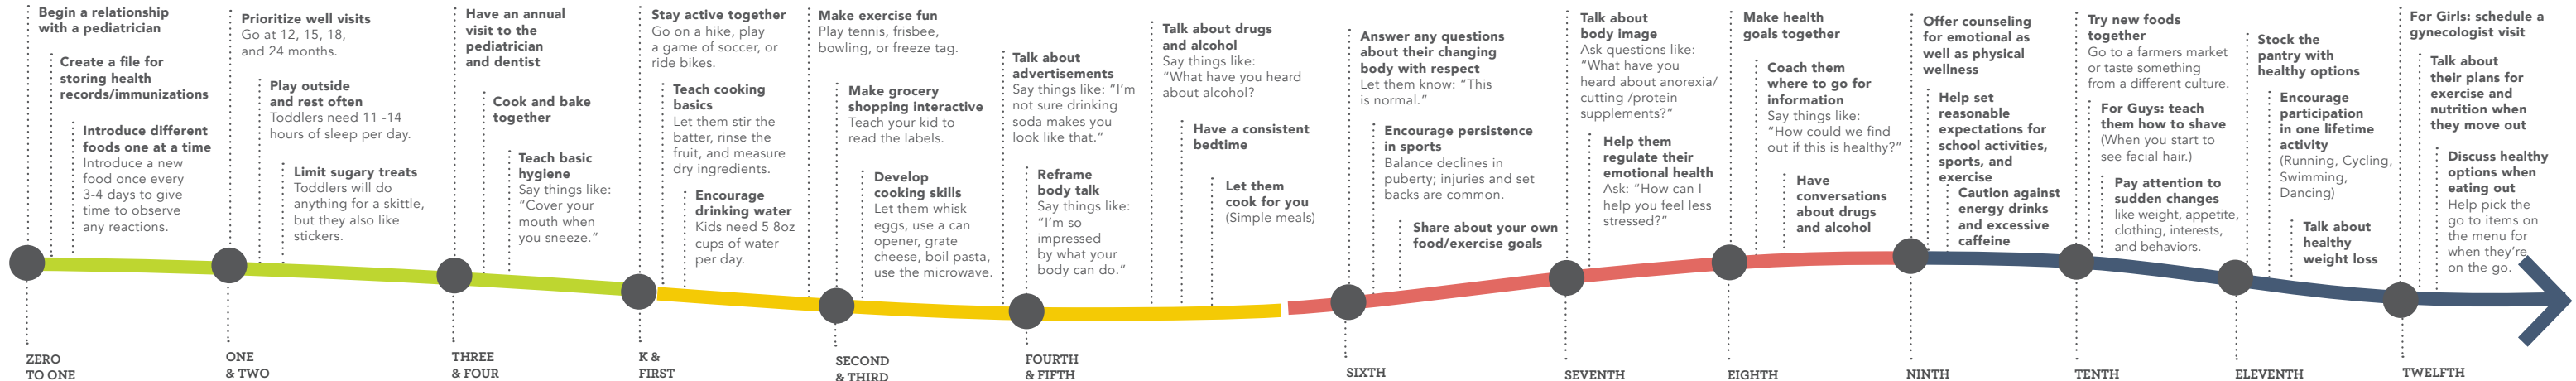 Begin a relationship
with a pediatrician
Create a file for
storing health
records/immunizations
Introduce different
foods one at a time
Introduce a new
food once every
3-4 days to give
time to observe
any reactions.
ZERO
TO ONE
Prioritize well visits
Go at 12, 15, 18,
and 24 months.
Play outside
and rest often
Toddlers need 11 -14
hours of sleep per day.
Limit sugary treats
Toddlers will do
anything for a skittle,
but they also like
stickers.
ONE
& TWO
Have an annual
visit to the
pediatrician
and dentist
Cook and bake
together
Teach basic
hygiene
Say things like:
“Cover your
mouth when
you sneeze.”
THREE
& FOUR
Stay active together
Go on a hike, play
a game of soccer, or
ride bikes.
Teach cooking
basics
Let them stir the
batter, rinse the
fruit, and measure
dry ingredients.
Encourage
drinking water
Kids need 5 8oz
cups of water
per day.
K &
FIRST
Make exercise fun
Play tennis, frisbee,
bowling, or freeze tag.
Make grocery
shopping interactive
Teach your kid to
read the labels.
Develop
cooking skills
Let them whisk
eggs, use a can
opener, grate
cheese, boil pasta,
use the microwave.
SECOND
& THIRD
Talk about
advertisements
Say things like: “I’m
not sure drinking
soda makes you
look like that.”
Reframe
body talk
Say things like:
“I’m so
impressed
by what your
body can do.”
FOURTH
& FIFTH
Talk about drugs
and alcohol
Say things like:
“What have you heard
about alcohol?
Have a consistent
bedtime
Let them
cook for you
(Simple meals)
Answer any questions
about their changing
body with respect
Let them know: “This
is normal.”
Encourage persistence
in sports
Balance declines in
puberty; injuries and set
backs are common.
Share about your own
food/exercise goals
SIXTH
Talk about
body image
Ask questions like:
“What have you
heard about anorexia/
cutting /protein
supplements?”
Help them
regulate their
emotional health
Ask: “How can I
help you feel less
stressed?”
SEVENTH
Make health
goals together
Coach them
where to go for
information
Say things like:
“How could we find
out if this is healthy?”
Have
conversations
about drugs
and alcohol
EIGHTH
Offer counseling
for emotional as
well as physical
wellness
Help set
reasonable
expectations for
school activities,
sports, and
exercise
Caution against
energy drinks
and excessive
caffeine
NINTH
Try new foods
together
Go to a farmers market
or taste something
from a different culture.
For Guys: teach
them how to shave
(When you start to
see facial hair.)
Pay attention to
sudden changes
like weight, appetite,
clothing, interests,
and behaviors.
TENTH
Stock the
pantry with
healthy options
Encourage
participation
in one lifetime
activity
(Running, Cycling,
Swimming,
Dancing)
Talk about
healthy
weight loss
ELEVENTH
For Girls: schedule a
gynecologist visit
Talk about
their plans for
exercise and
nutrition when
they move out
Discuss healthy
options when
eating out
Help pick the
go to items on
the menu for
when they’re
on the go.
TWELFTH